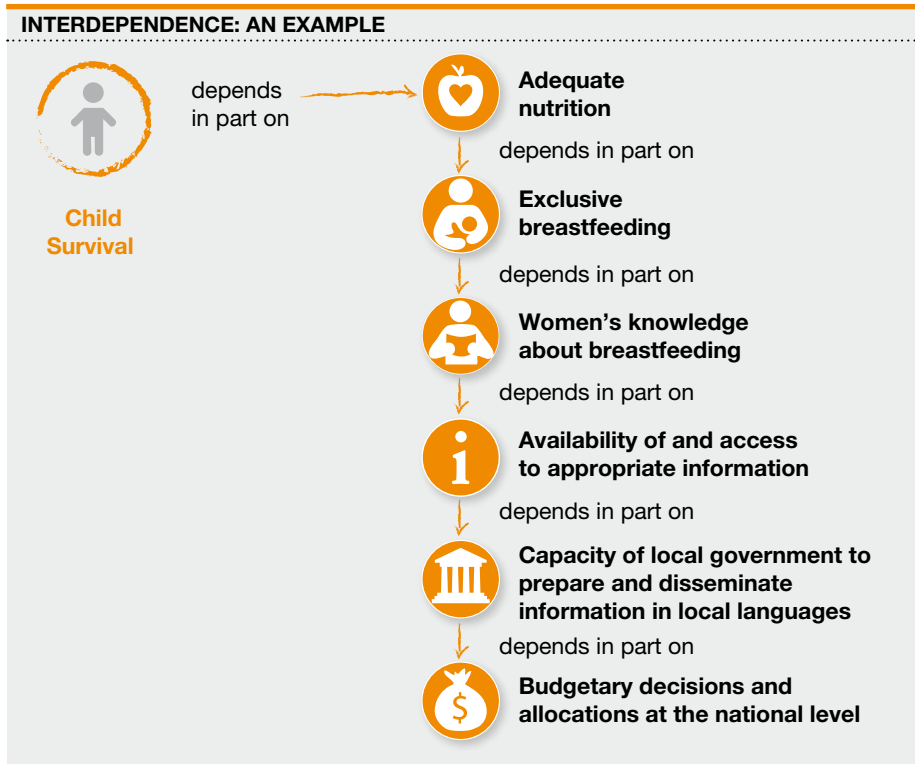 INTERDEPENDENCE: AN EXAMPLE
Child
Survival
depends
in part on
Adequate
nutrition
depends in part on
Exclusive
breastfeeding
depends in part on
Women’s knowledge
about breastfeeding
depends in part on
Availability of and access
to appropriate information
depends in part on
Capacity of local government to
prepare and disseminate
information in local languages
depends in part on
Budgetary decisions and
allocations at the national level
i
$